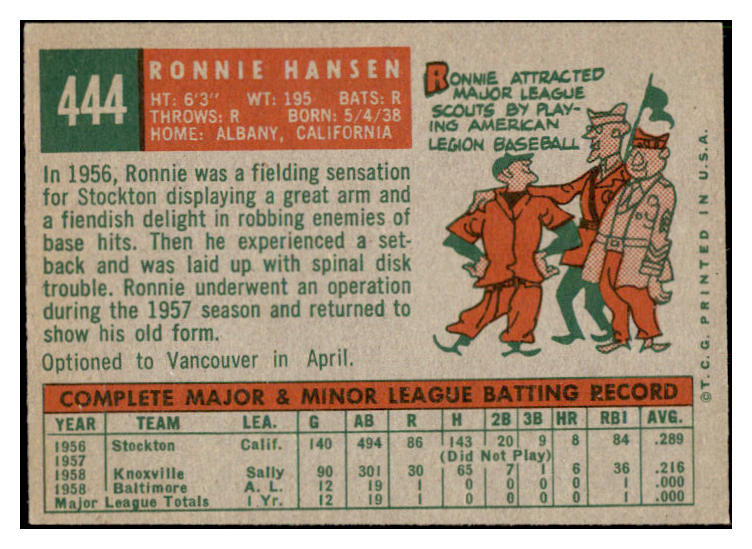 444
RONNIE HANSEN
HT: 6'3" WT: 195 BATS: R
THROWS: R BORN: 5/4/38
HOME: ALBANY, CALIFORNIA
RONNIE ATTRACTED
MAJOR LEAGUE
SCOUTS BY PLAY-
ING AMERICAN
LEGION BASEBALL
In 1956, Ronnie was a fielding sensation
for Stockton displaying a great arm and
a fiendish delight in robbing enemies of
base hits. Then he experienced a set-
back and was laid up with spinal disk
trouble. Ronnie underwent an operation
during the 1957 season and returned to
show his old form.
Optioned to Vancouver in April.
COMPLETE MAJOR & MINOR LEAGUE BATTING RECORD
YEAR TEAM LEA. G AB R H 2B 3B HR RBI AVG.
1956 Stockton Calif. 140 494 86 143 20 9 8 84 .289
1957 (Did Not Play)
1958 Knoxville Sally 90 301 30 65 7 1 6 36 .216
1958 Baltimore A. L. 12 19 1 0 0 0 0 1 .000
Major League Totals 1 Yr. 12 19 1 0 0 0 0 1 .000
©T.C.G. PRINTED IN U.S.A.